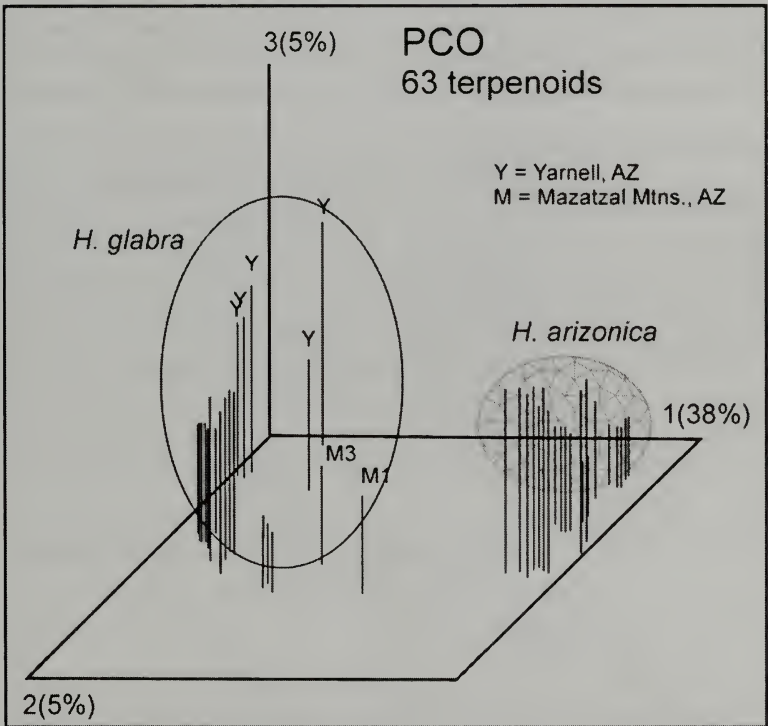 3(5%)
PCO
63 terpenoids
Y = Yarnell, AZ
M = Mazatzal Mtns., AZ
Y
H. glabra
Y
Y
Y
Y
H. arizonica
1(38%)
M3
M1
2(5%)